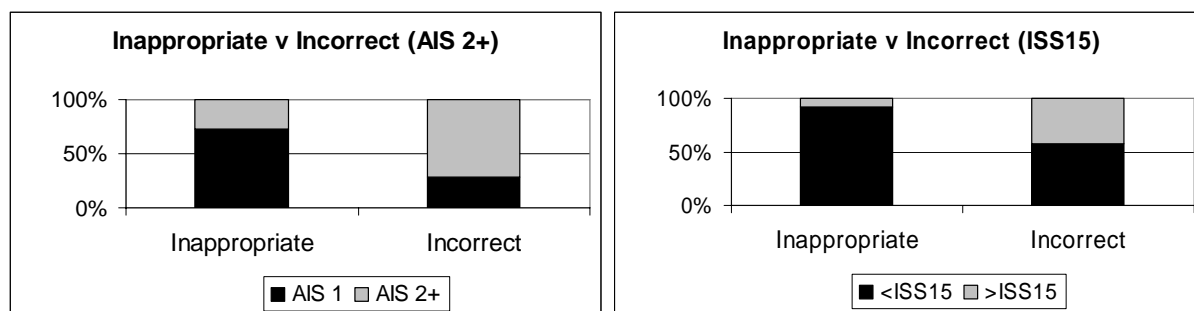 Inappropriate v Incorrect (AIS 2+)
100%
50%
0%
Inappropriate Incorrect
AIS 1 AIS 2+
Inappropriate v Incorrect (ISS15)
100%
50%
0%
Inappropriate Incorrect
<ISS15 >ISS15